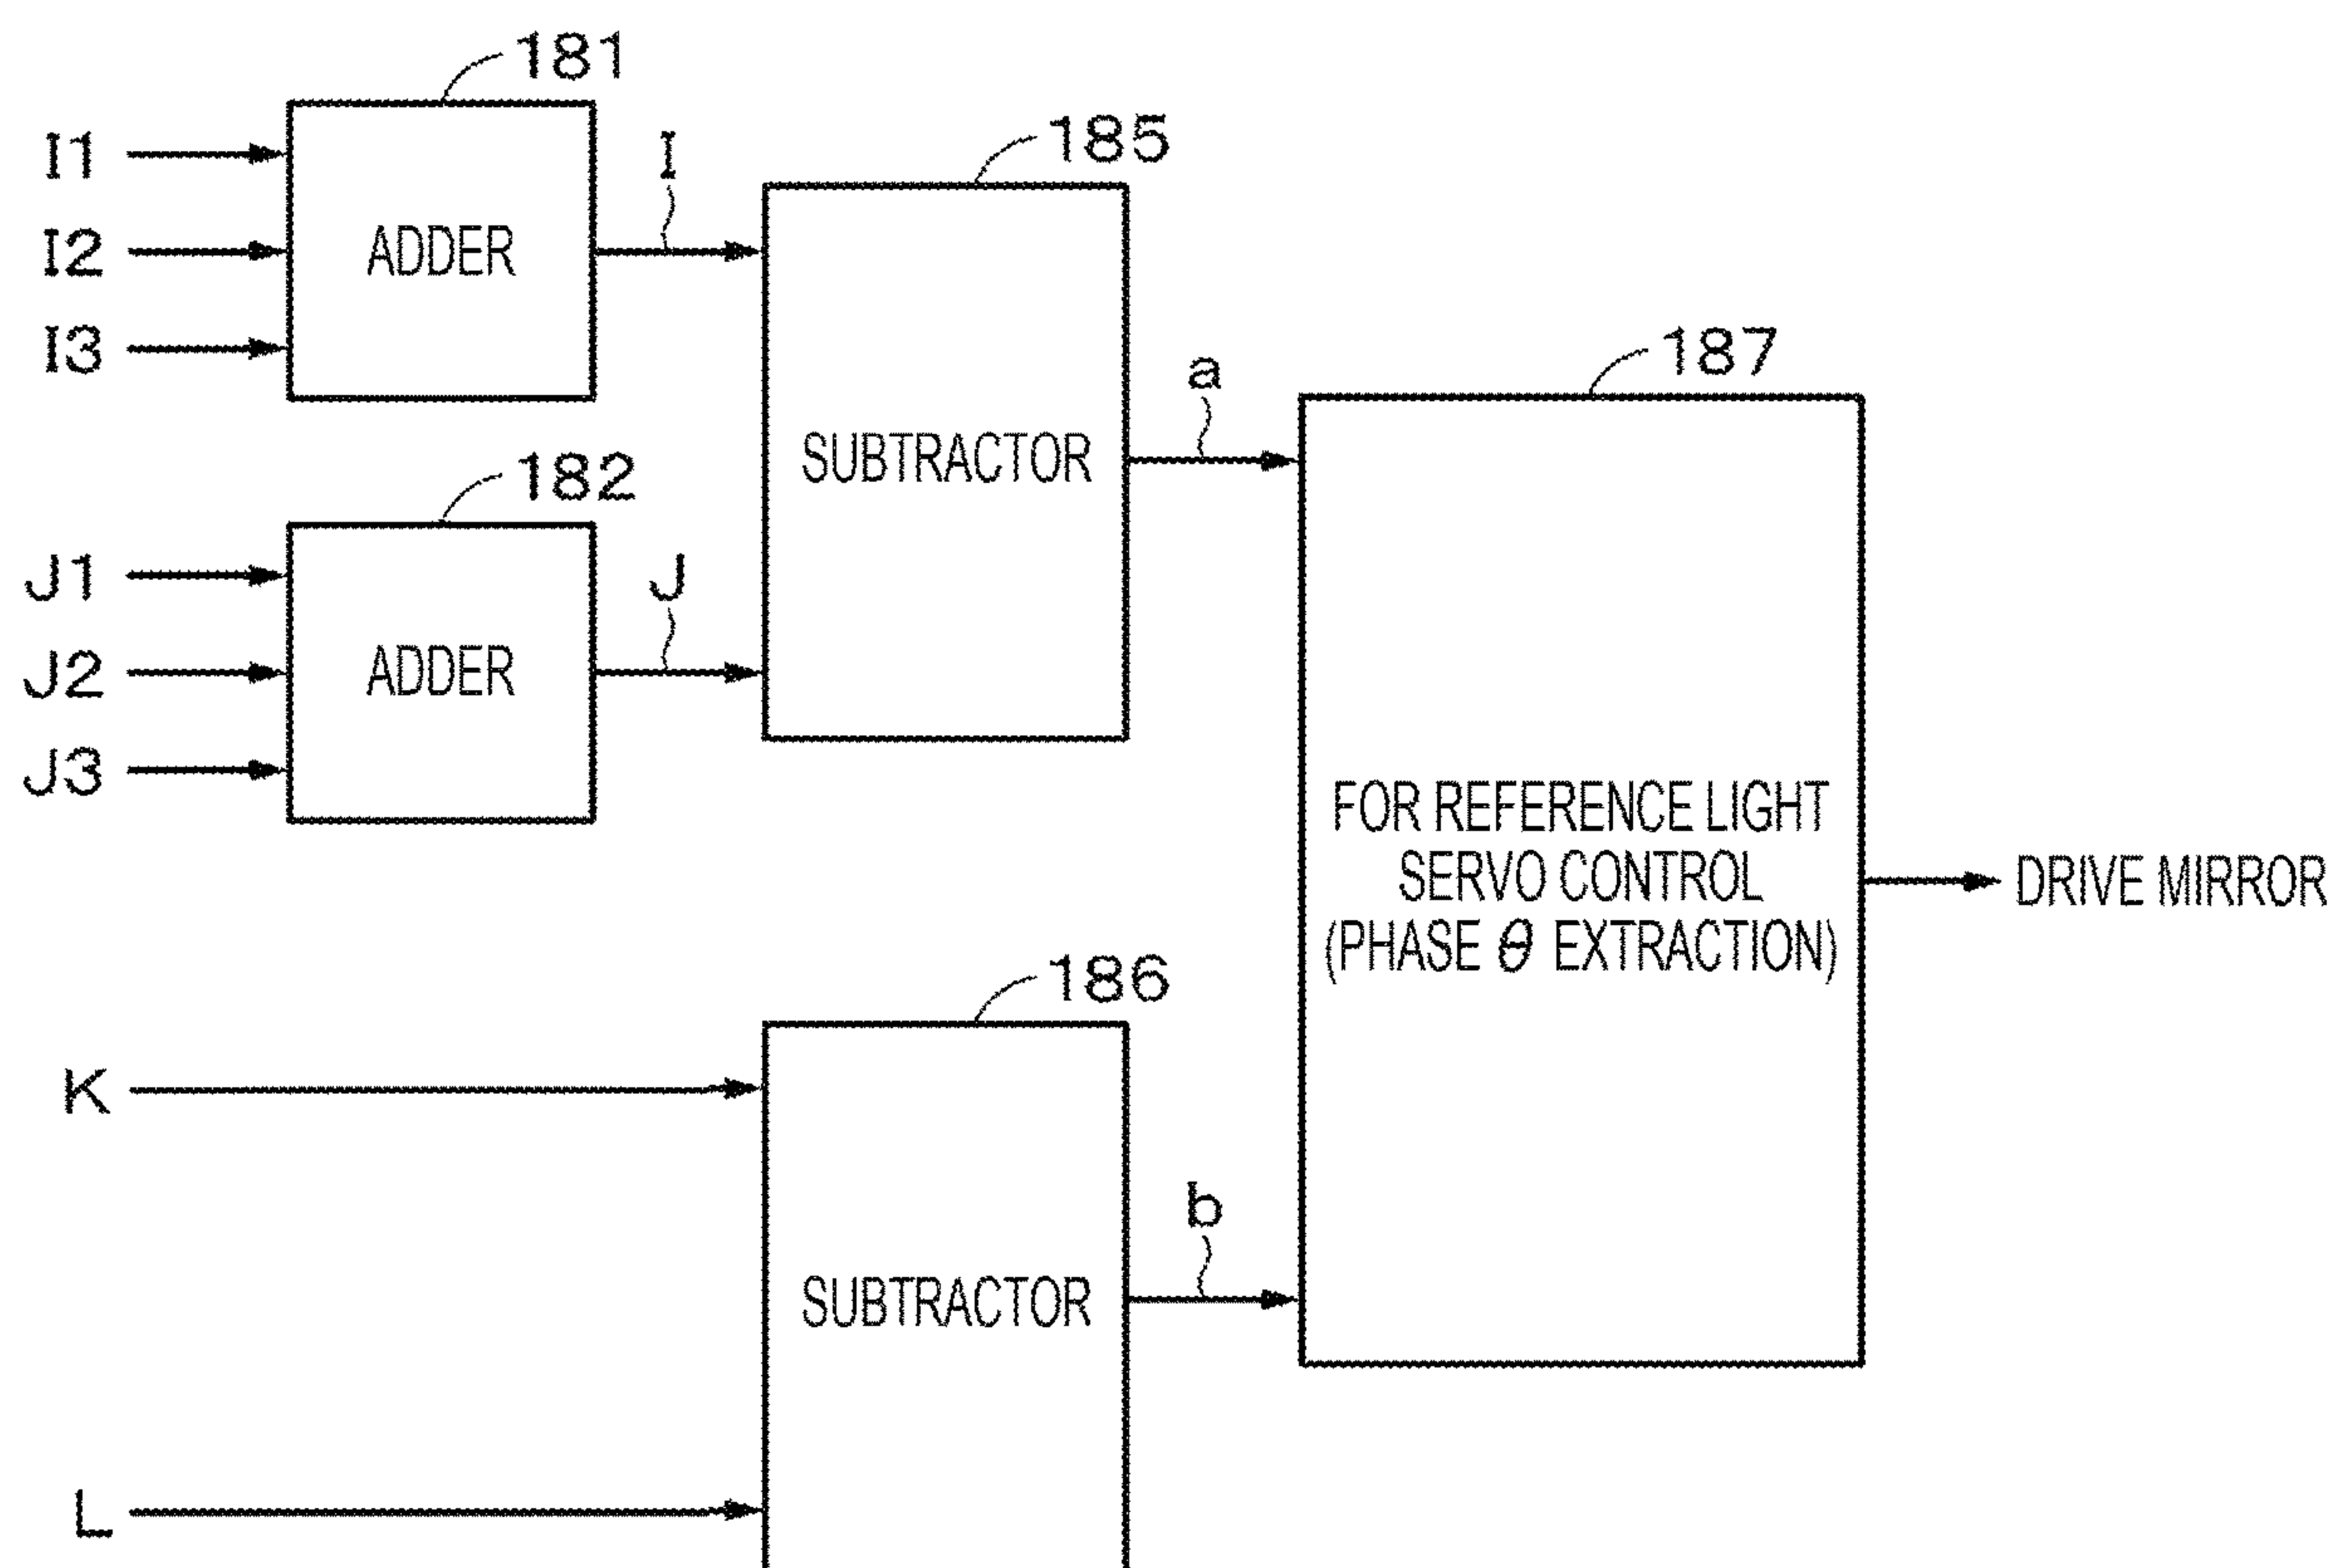 181
I1
I2
I3
ADDER
I
185
SUBTRACTOR
182
J1
J2
J3
ADDER
J
a
187
FOR REFERENCE LIGHT
SERVO CONTROL
(PHASE θ EXTRACTION)
DRIVE MIRROR
186
K
L
SUBTRACTOR
b